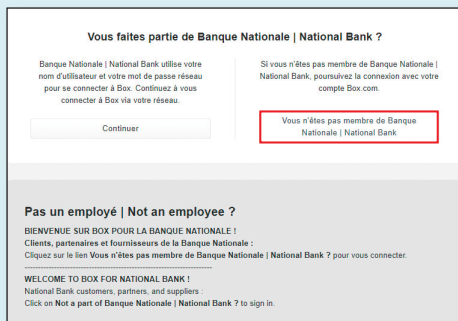 Vous faites partie de Banque Nationale | National Bank ?
Banque Nationale | National Bank utilise votre
nom d'utilisateur et votre mot de passe réseau
pour se connecter à Box. Continuez à vous
connecter à Box via votre réseau.
Continuer
Si vous n'êtes pas membre de Banque Nationale |
National Bank, poursuivez la connexion avec votre
compte Box.com.
Vous n'êtes pas membre de Banque
Nationale | National Bank
Pas un employé | Not an employee ?
BIENVENUE SUR BOX POUR LA BANQUE NATIONALE !
Clients, partenaires et fournisseurs de la Banque Nationale :
Cliquez sur le lien Vous n'êtes pas membre de Banque Nationale | National Bank ? pour vous connecter.
------------------------------------------------------------
WELCOME TO BOX FOR NATIONAL BANK !
National Bank customers, partners, and suppliers :
Click on Not a part of Banque Nationale | National Bank ? to sign in.